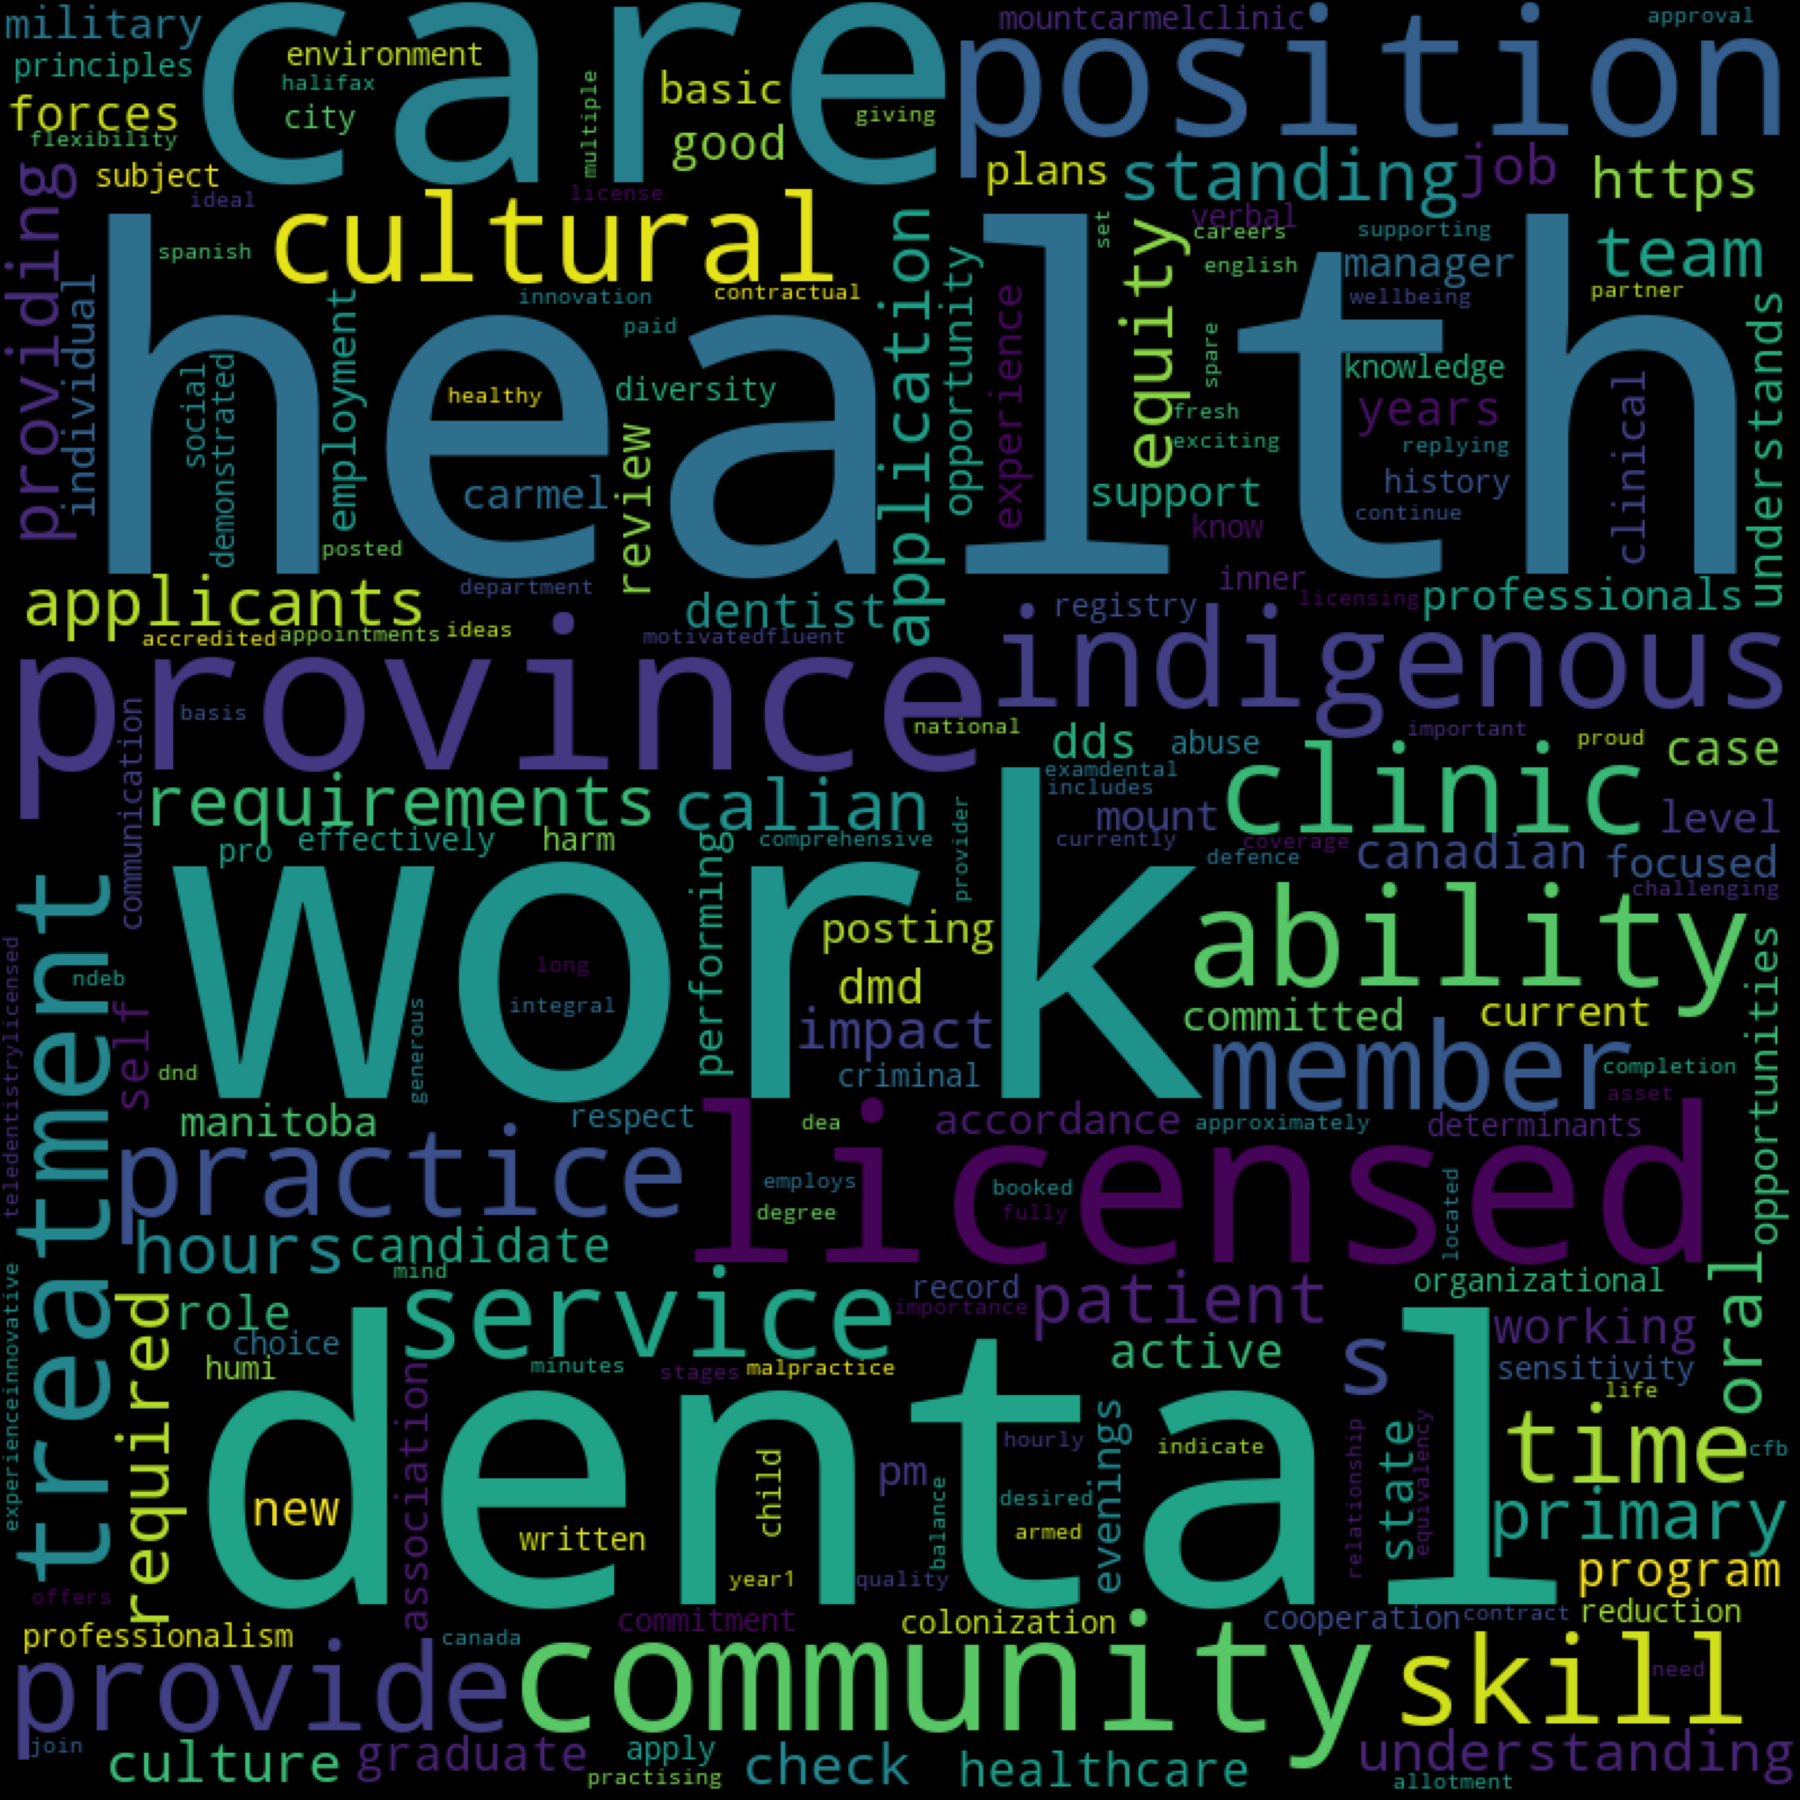 military
care
position
mountcarmelclinic
approval
principles
environment
halifax
city
multiple
basic
good
giving
forces
flexibility
subject
ideal
license
plans
standing
job
https
providing
cultural
spanish
individual
innovation
contractual
application
opportunity
set
verbal
careers
english
supporting
manager
wellbeing
team
partner
health
social
demonstrated
employment
healthy
paid
diversity
carmel
review
posted
experience
equity
spare
fresh
exciting
support
know
knowledge
years
replying
history
continue
clinical
understands
applicants
department
dentist
inner
licensing
professionals
accredited
appointments
ideas
motivatedfluent
registry
province
indigenous
basis
national
important
communication
dds
abuse
proud
case
examdental
includes
clinic
requirements
calian
mount
level
currently
coverage
pro
effectively
harm
comprehensive
provider
defence
canadian
focused
challenging
work
performing
posting
ability
treatment
ndeb
long
integral
dmd
committed
current
opportunities
self
generous
impact
criminal
member
completion
asset
dnd
teledentistrylicensed
manitoba
respect
dea
accordance
approximately
determinants
practice
licensed
employs
booked
degree
fully
located
hours
candidate
mind
experienceinnovative
role
service
record
importance
patient
organizational
oral
required
choice
humi
minutes
stages
malpractice
active
s
working
sensitivity
life
dental
association
new
written
child
pm
hourly
desired
armed
balance
evenings
indicate
relationship
state
equivalency
time
cfb
primary
year1
quality
program
offers
commitment
colonization
cooperation
contract
reduction
professionalism
canada
provide
community
skill
need
join
culture
graduate
apply
practising
check
healthcare
understanding
allotment